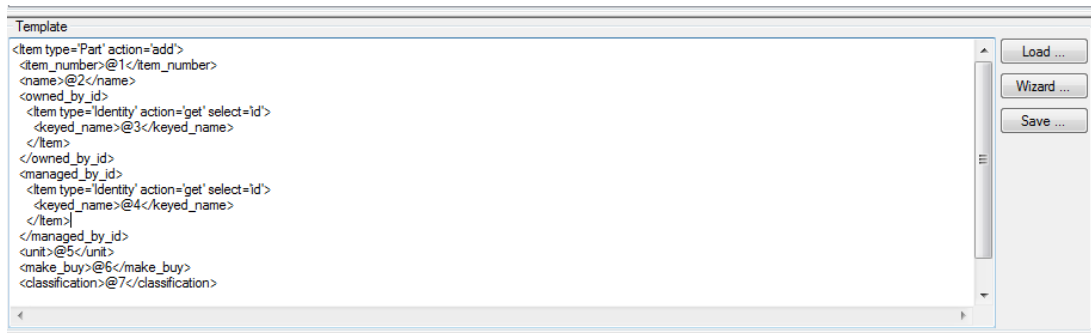 Template
<Item type='Part' action='add'>
<item_number>@1</item_number>
<name>@2</name>
<owned_by_id>
<Item type='Identity' action='get' select='id'>
<keyed_name>@3</keyed_name>
</Item>
</owned_by_id>
<managed_by_id>
<Item type='Identity' action='get' select='id'>
<keyed_name>@4</keyed_name>
</Item>
</managed_by_id>
<unit>@5</unit>
<make_buy>@6</make_buy>
<classification>@7</classification>
Load ...
Wizard ...
Save ...